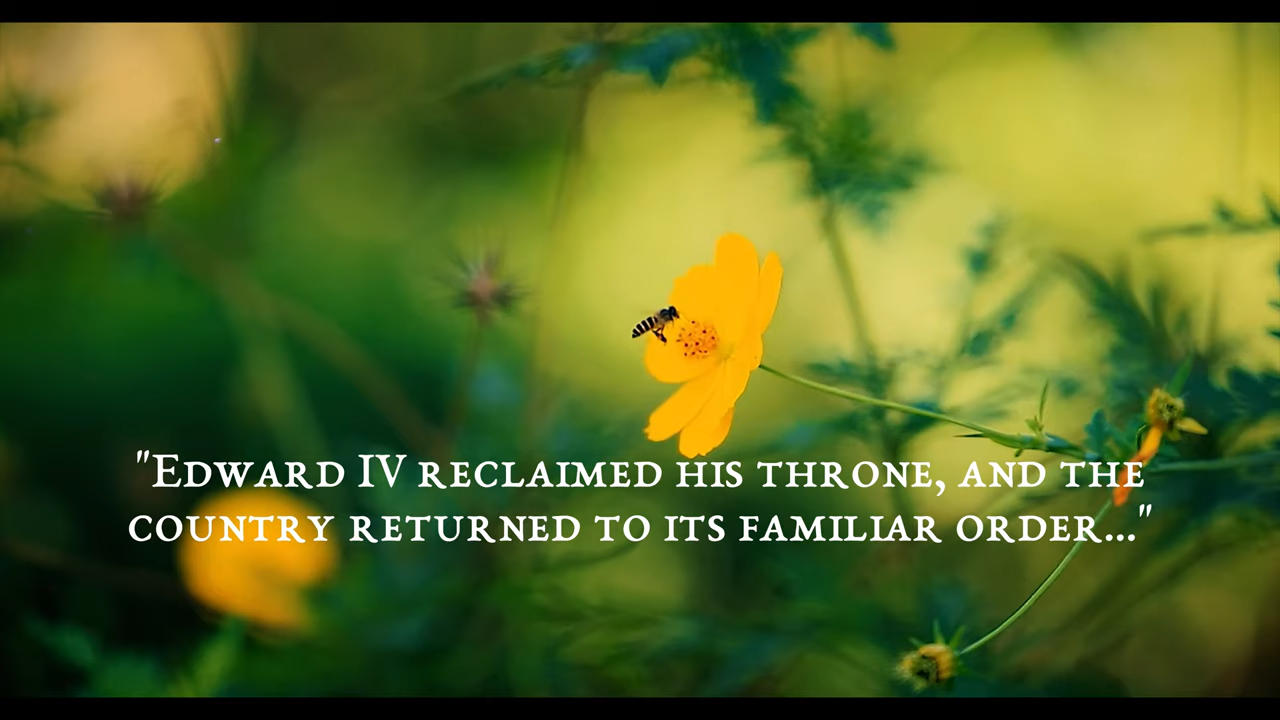 "Edward IV reclaimed his throne, and the
country returned to its familiar order..."